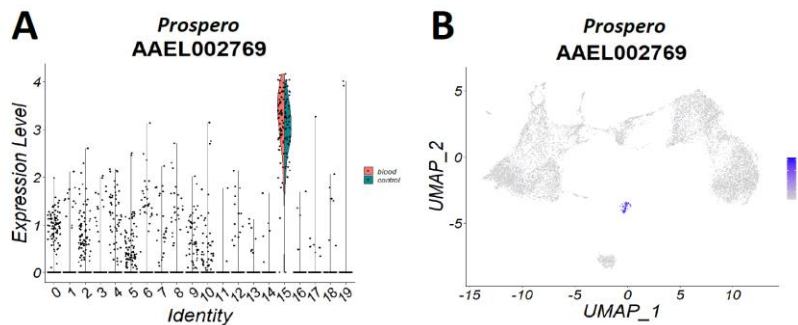 A
Prospero
AAEL002769
Expression Level
4
3
2
1
0
0 1 2 3 4 5 6 7 8 9 10 11 12 13 14 15 16 17 18 19
Identity
blood
control
B
Prospero
AAEL002769
UMAP_2
5
0
-5
-15 -10 -5 0 5 10
UMAP_1